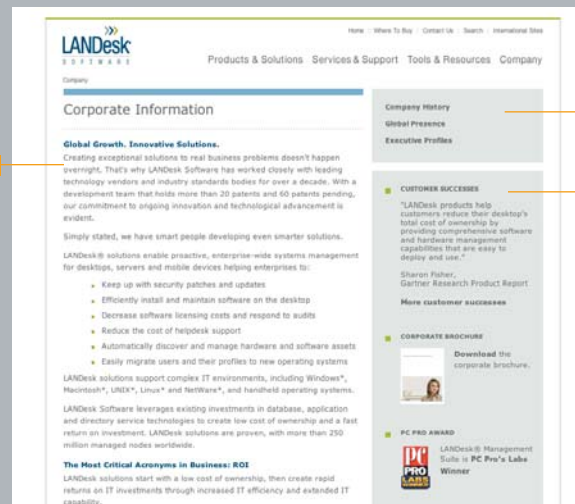 LANDesk
SOFTWARE
Home | Where To Buy | Contact Us | Search | International Sites
Products & Solutions Services & Support Tools & Resources Company
Company
Corporate Information
Global Growth. Innovative Solutions.
Creating exceptional solutions to real business problems doesn't happen
overnight. That's why LANDesk Software has worked closely with leading
technology vendors and industry standards bodies for over a decade. With a
development team that holds more than 20 patents and 60 patents pending,
our commitment to ongoing innovation and technological advancement is
evident.
Simply stated, we have smart people developing even smarter solutions.
LANDesk® solutions enable proactive, enterprise-wide systems management
for desktops, servers and mobile devices helping enterprises to:
Keep up with security patches and updates
Efficiently install and maintain software on the desktop
Decrease software licensing costs and respond to audits
Reduce the cost of helpdesk support
Automatically discover and manage hardware and software assets
Easily migrate users and their profiles to new operating systems
LANDesk solutions support complex IT environments, including Windows*,
Macintosh*, UNIX*, Linux* and NetWare*, and handheld operating systems.
LANDesk Software leverages existing investments in database, application
and directory service technologies to create low cost of ownership and a fast
return on investment. LANDesk solutions are proven, with more than 250
million managed nodes worldwide.
The Most Critical Acronyms in Business: ROI
LANDesk solutions start with a low cost of ownership, then create rapid
returns on IT investments through increased IT efficiency and extended IT
capability.
Company History
Global Presence
Executive Profiles
CUSTOMER SUCCESSES
"LANDesk products help
customers reduce their desktop's
total cost of ownership by
providing comprehensive software
and hardware management
capabilities that are easy to
deploy and use."
Sharon Fisher,
Gartner Research Product Report
More customer successes
CORPORATE BROCHURE
Download the
corporate brochure.
PC PRO AWARD
PC
PRO
LABS
WINNER
LANDesk® Management
Suite is PC Pro's Labs
Winner